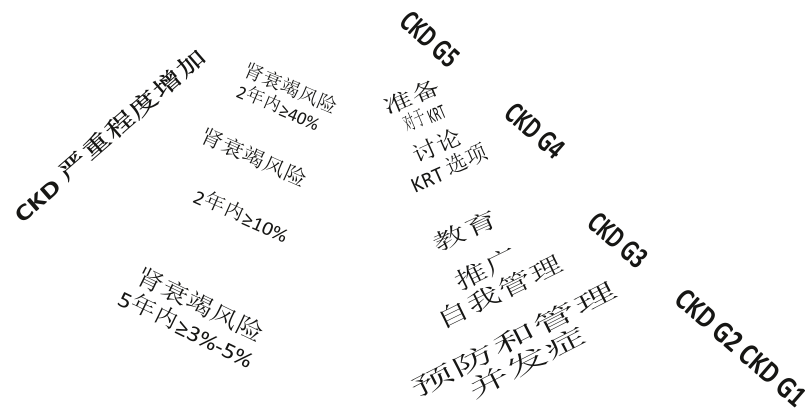 CKD 严重程度增加
肾衰竭风险
2年内≥40%
肾衰竭风险
2年内≥10%
肾衰竭风险
5年内≥3%-5%
准备
对于 KRT
讨论
KRT 选项
教育
推广
自我管理
预防和管理
并发症
CKD G5
CKD G4
CKD G3
CKD G2 CKD G1